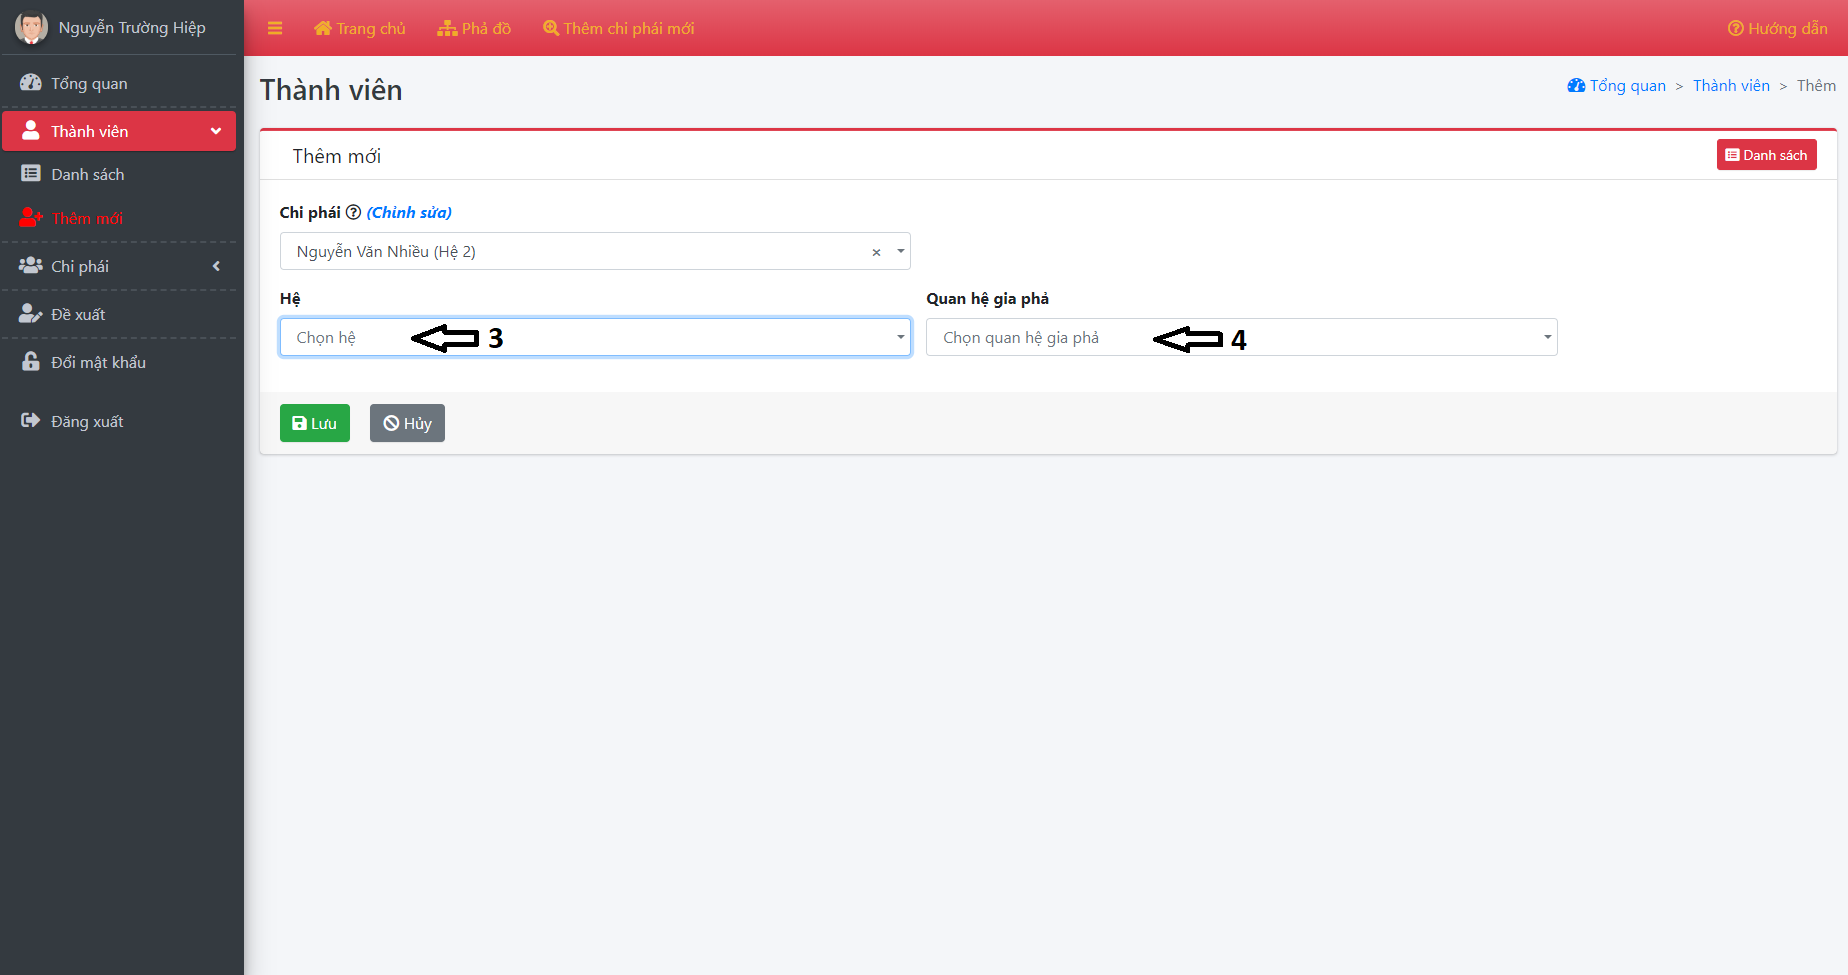 Nguyễn Trường Hiệp
Trang chủ
Phả đồ
Thêm chi phái mới
Hướng dẫn
Tổng quan
Thành viên
Danh sách
Thêm mới
Chi phái
Đề xuất
Đổi mật khẩu
Đăng xuất
Thành viên
Tổng quan > Thành viên > Thêm
Thêm mới
Danh sách
Chi phái (Chỉnh sửa)
Nguyễn Văn Nhiều (Hệ 2) ×
Hệ
Quan hệ gia phả
Chọn hệ
3
Chọn quan hệ gia phả
4
Lưu
Hủy